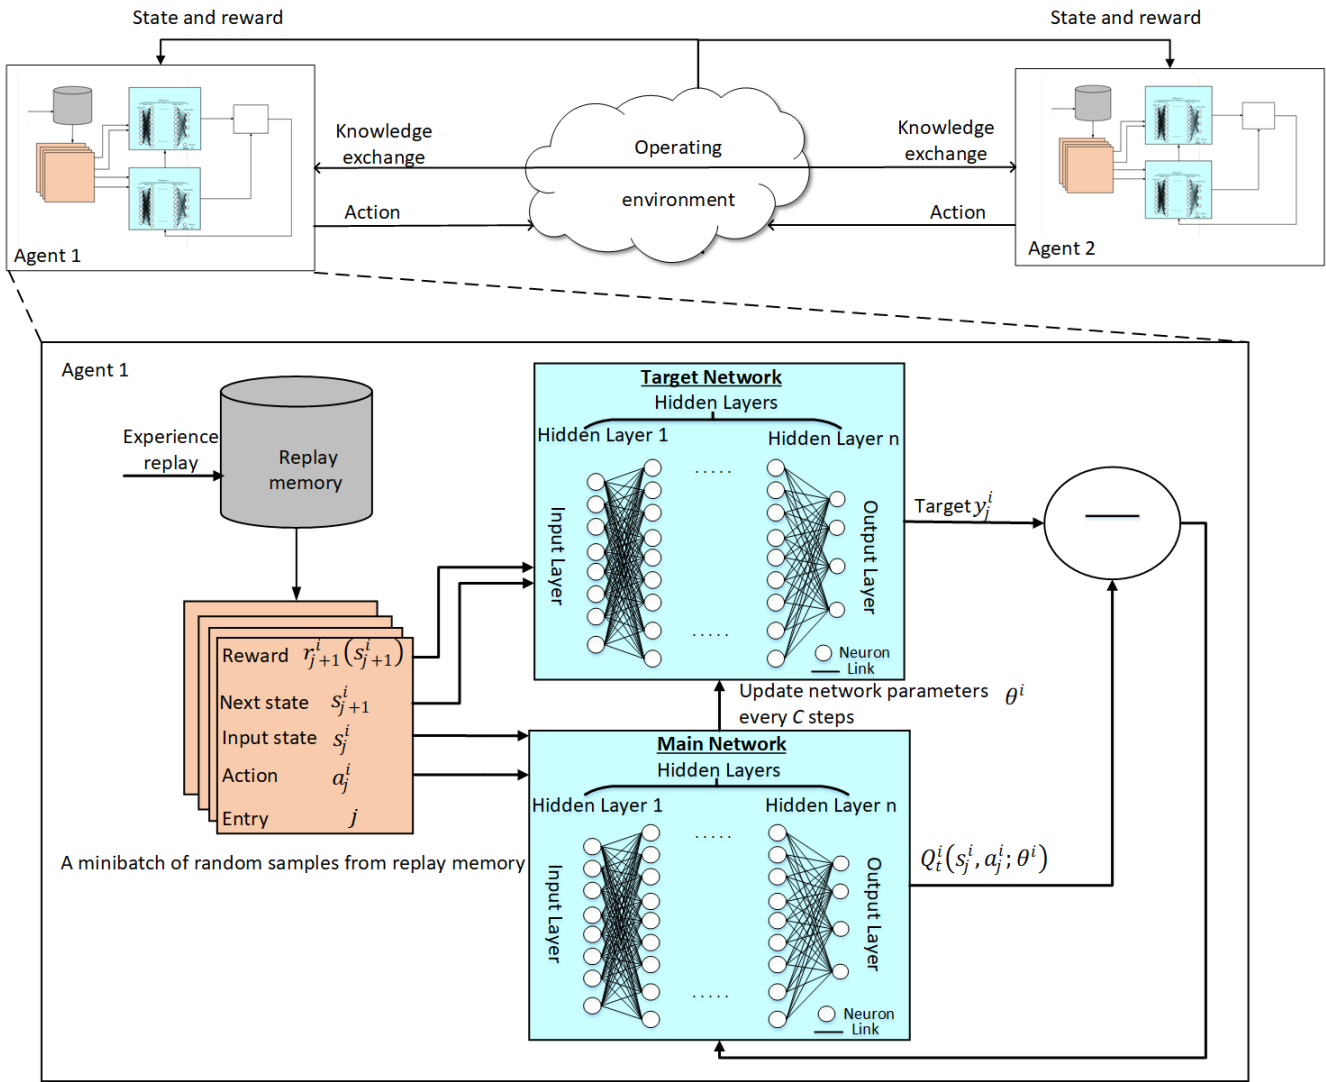 State and reward
State and reward
Knowledge
exchange
Operating
Knowledge
exchange
environment
Action
Action
Agent 1
Agent 2
Agent 1
Target Network
Hidden Layers
Hidden Layer 1
Hidden Layer n
Experience
replay
Replay
memory
Input Layer
Output Layer
.....
.....
Target y_j^i
—
Neuron
Link
Reward r_{j+1}^i(s_{j+1}^i)
Next state s_{j+1}^i
Input state s_j^i
Action a_j^i
Entry j
A minibatch of random samples from replay memory
Update network parameters θ^i
every C steps
Main Network
Hidden Layers
Hidden Layer 1
Hidden Layer n
.....
Input Layer
Output Layer
Q_t^i(s_j^i, a_j^i; θ^i)
.....
Neuron
Link